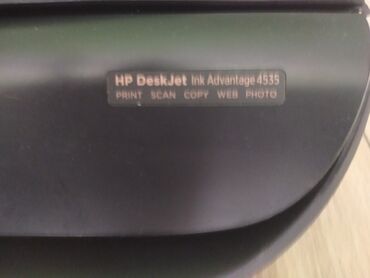 HP DeskJet Ink Advantage 4535
PRINT SCAN COPY WEB PHOTO